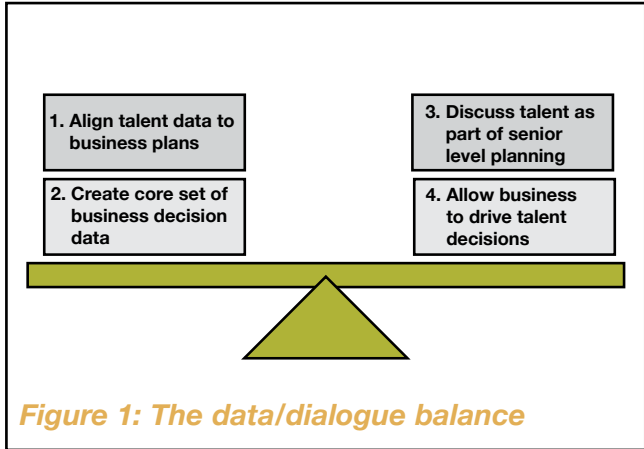 1. Align talent data to
business plans
2. Create core set of
business decision
data
3. Discuss talent as
part of senior
level planning
4. Allow business
to drive talent
decisions
Figure 1: The data/dialogue balance